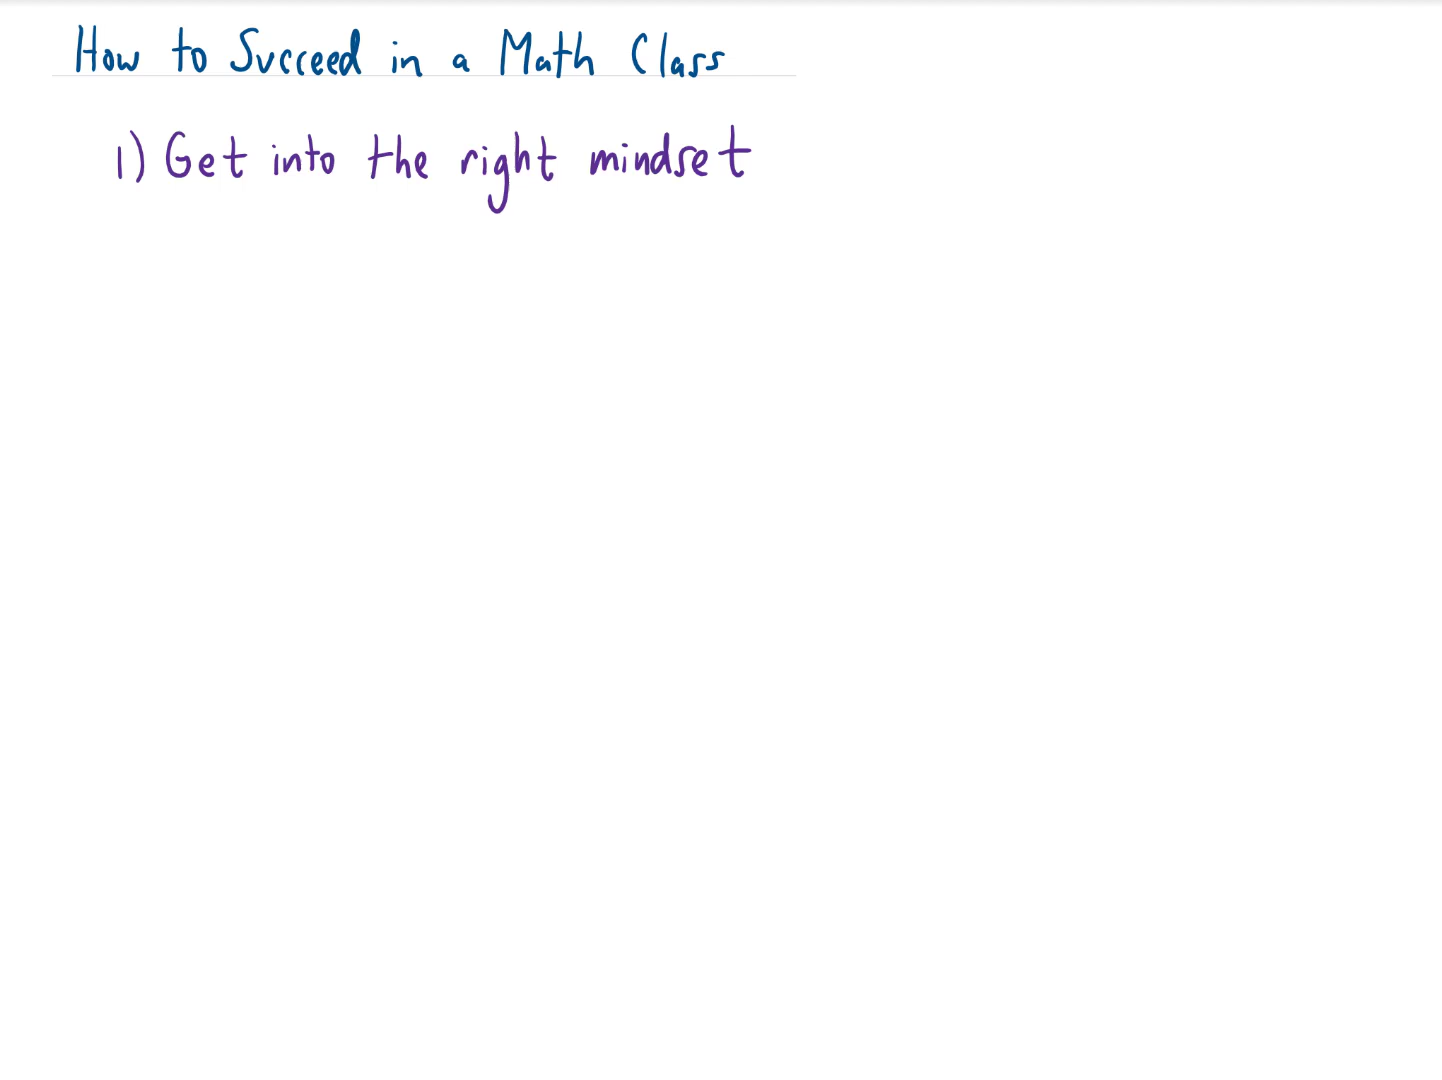 How to Succeed in a Math Class
1) Get into the right mindset